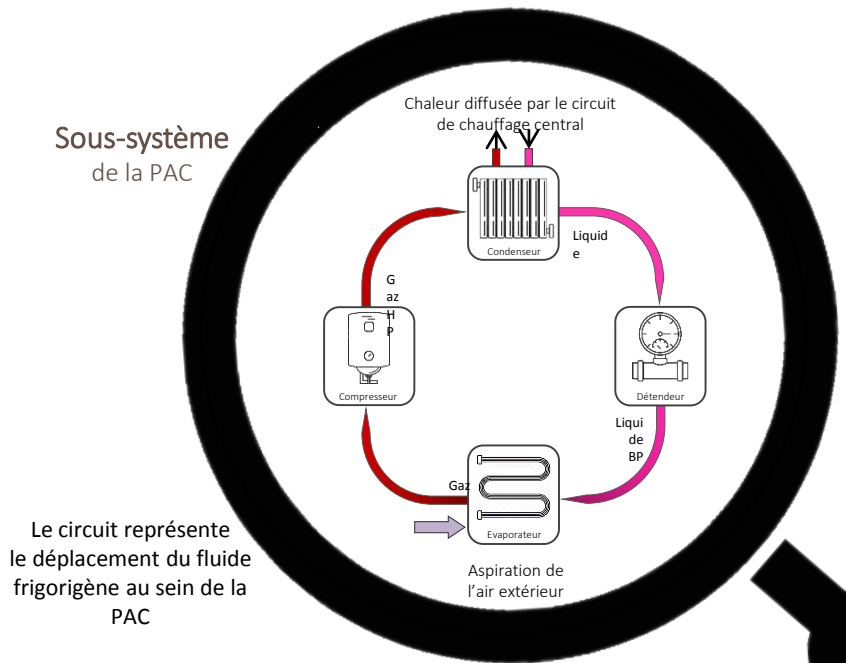 Chaleur diffusée par le circuit
de chauffage central
Sous-système
de la PAC
Condenseur
Liquid
e
G
az
H
P
Compresseur
Détendeur
Liqui
de
BP
Gaz
Evaporateur
Aspiration de
l'air extérieur
Le circuit représente
le déplacement du fluide
frigorigène au sein de la
PAC